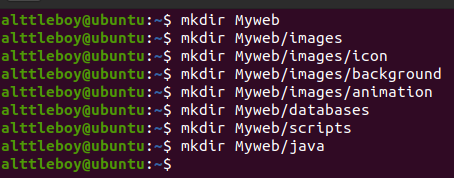 alttleboy@ubuntu:~$ mkdir Myweb
alttleboy@ubuntu:~$ mkdir Myweb/images
alttleboy@ubuntu:~$ mkdir Myweb/images/icon
alttleboy@ubuntu:~$ mkdir Myweb/images/background
alttleboy@ubuntu:~$ mkdir Myweb/images/animation
alttleboy@ubuntu:~$ mkdir Myweb/databases
alttleboy@ubuntu:~$ mkdir Myweb/scripts
alttleboy@ubuntu:~$ mkdir Myweb/java
alttleboy@ubuntu:~$